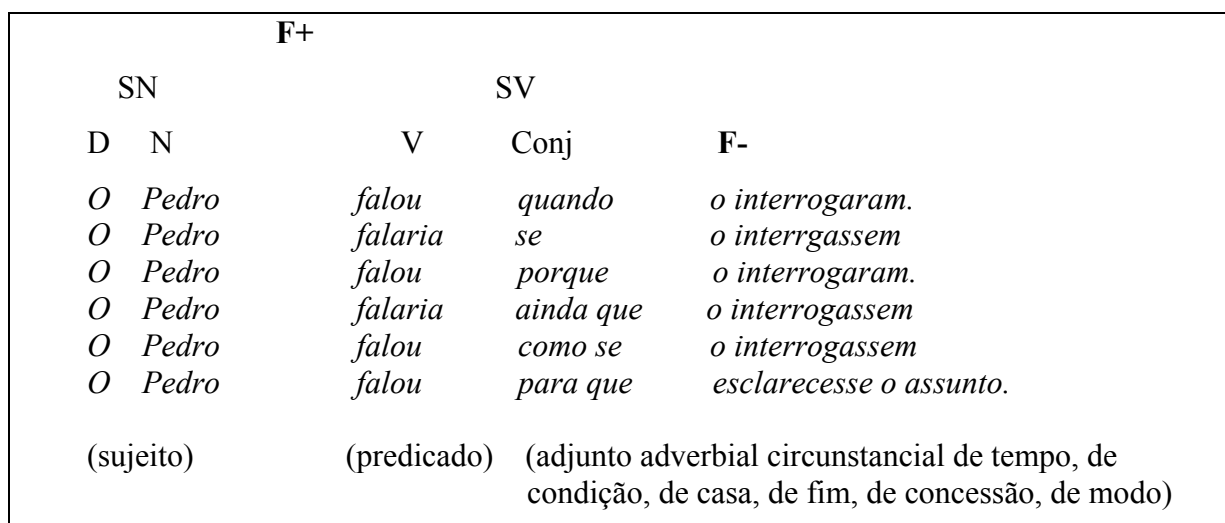 F+
SN SV
D N V Conj F-
O Pedro falou quando o interrogaram.
O Pedro falaria se o interrgassem
O Pedro falou porque o interrogaram.
O Pedro falaria ainda que o interrogassem
O Pedro falou como se o interrogassem
O Pedro falou para que esclarecesse o assunto.
(sujeito) (predicado) (adjunto adverbial circunstancial de tempo, de
condição, de casa, de fim, de concessão, de modo)